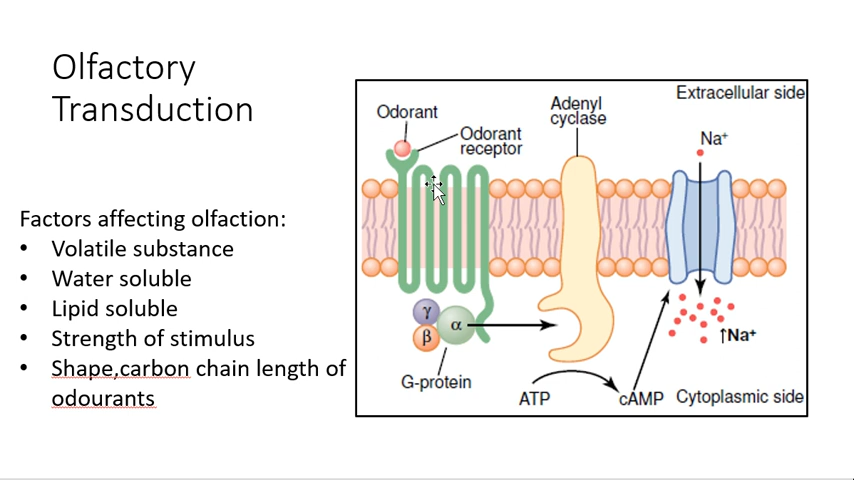 Olfactory
Transduction
Factors affecting olfaction:
• Volatile substance
• Water soluble
• Lipid soluble
• Strength of stimulus
• Shape,carbon chain length of
odourants
Extracellular side
Adenyl
cyclase
Odorant
Odorant
receptor
Na⁺
γ
β
α
↑Na⁺
G-protein
ATP
cAMP
Cytoplasmic side